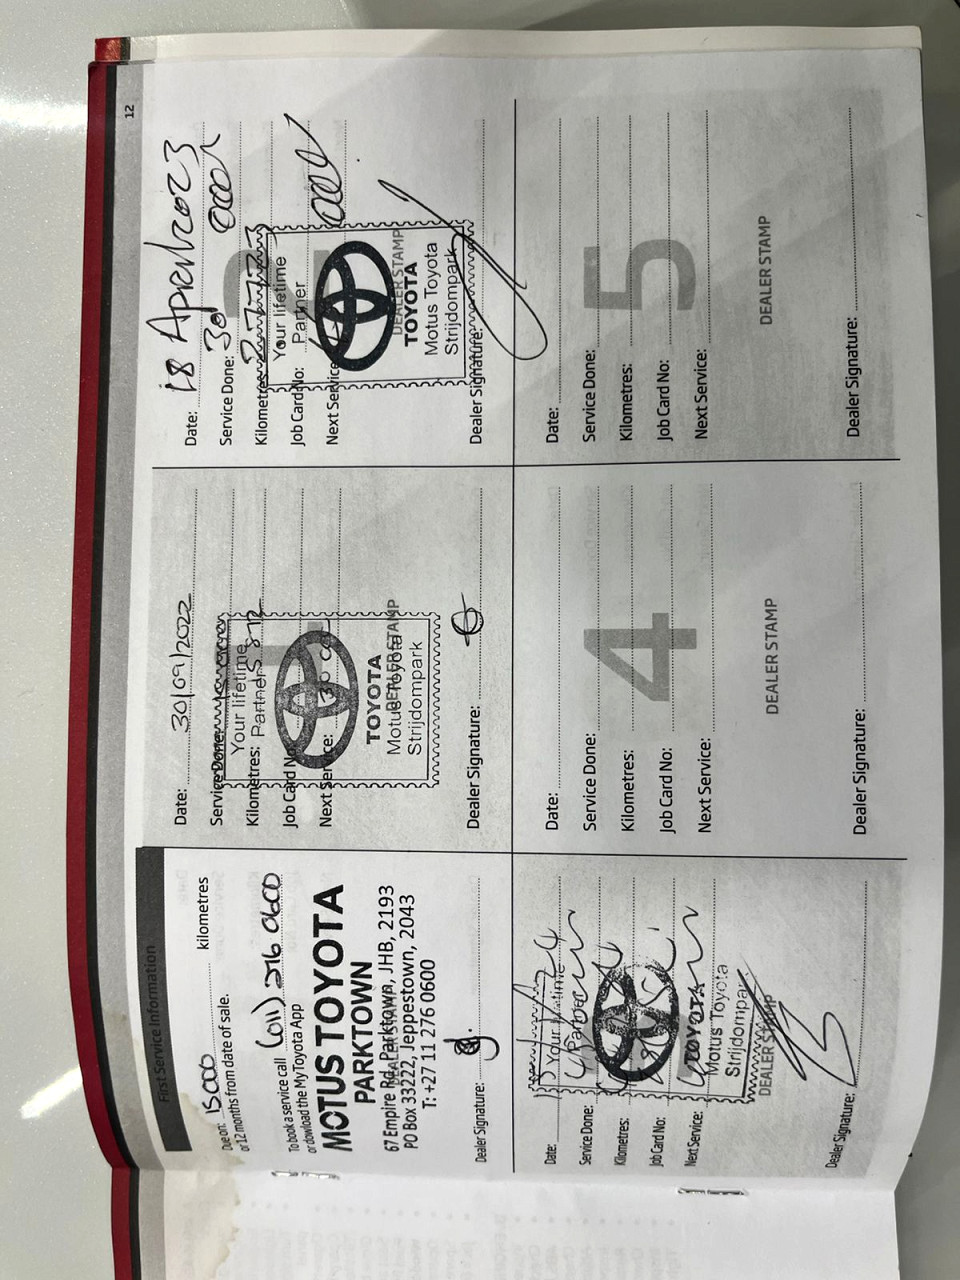 12
First Service Information
Due on: 15000 kilometres
or 12 months from date of sale.
To book a service call (011) 276 0600
or dowload the MyToyota App
MOTUS TOYOTA
PARKTOWN
67 Empire Rd, Parktown, JHB, 2193
DEALER STAMP
PO Box 33222, Jeppestown, 2043
T: +27 11 276 0600
Dealer Signature:
1
Date: 30/09/2022
Service Done:
Your lifetime
Kilometres:
Partner
Job Card No:
Next Service:
TOYOTA
DEALER STAMP
Motus Toyota
Strijdompark
Dealer Signature:
Date: 18 April 2023
Service Done: 30 000
Kilometres:
Your lifetime
Partner
Job Card No:
Next Service:
DEALER STAMP
TOYOTA
Motus Toyota
Strijdompark
Dealer Signature:
Date:
Your lifetime
Service Done:
Partner
Kilometres:
Job Card No:
Next Service:
TOYOTA
Motus Toyota
Strijdompark
DEALER STAMP
Dealer Signature:
4
Date:
Service Done:
Kilometres:
Job Card No:
Next Service:
DEALER STAMP
Dealer Signature:
5
Date:
Service Done:
Kilometres:
Job Card No:
Next Service:
DEALER STAMP
Dealer Signature: